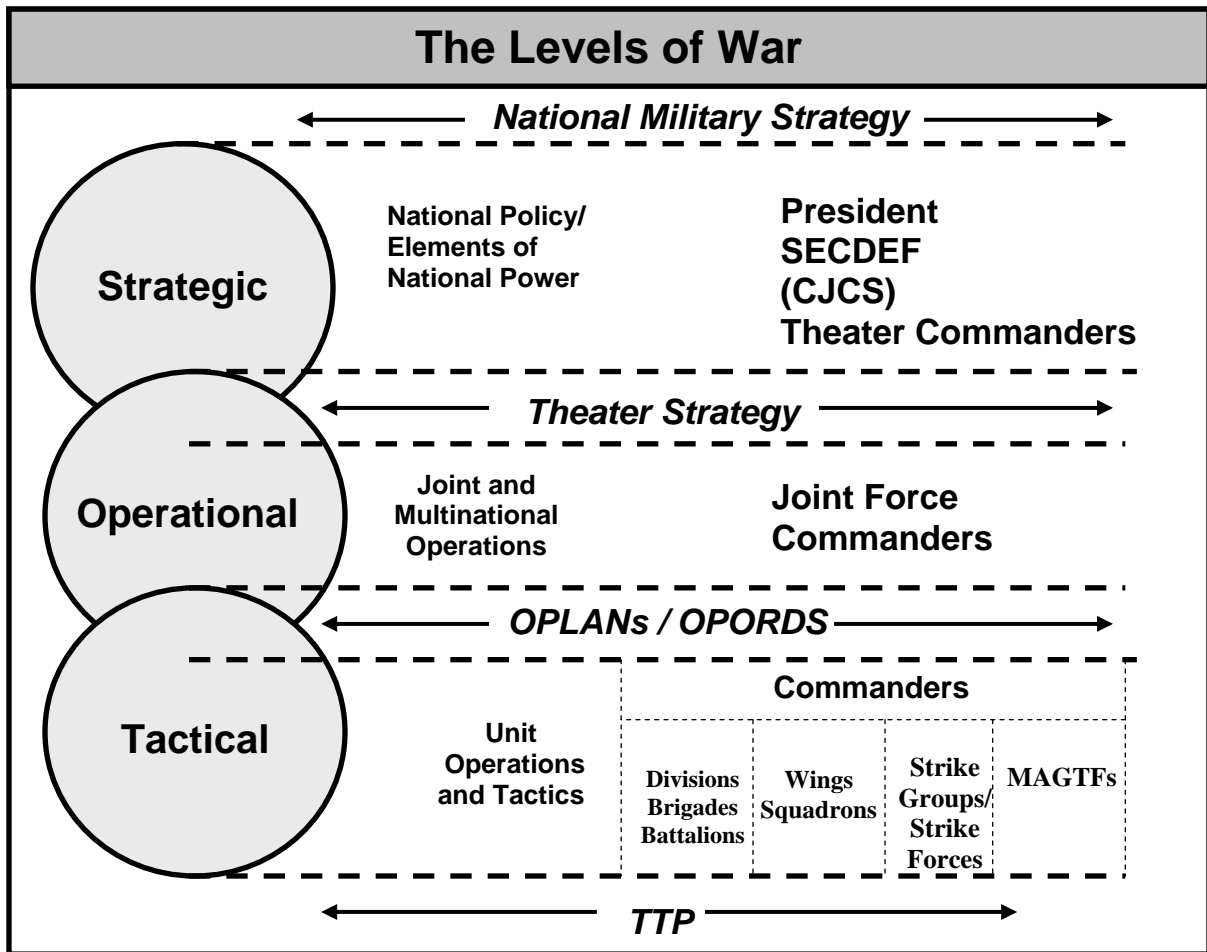 The Levels of War
National Military Strategy
Strategic
National Policy/
Elements of
National Power
President
SECDEF
(CJCS)
Theater Commanders
Theater Strategy
Operational
Joint and
Multinational
Operations
Joint Force
Commanders
OPLANs / OPORDS
Tactical
Unit
Operations
and Tactics
Commanders
Divisions
Brigades
Battalions
Wings
Squadrons
Strike
Groups/
Strike
Forces
MAGTFs
TTP